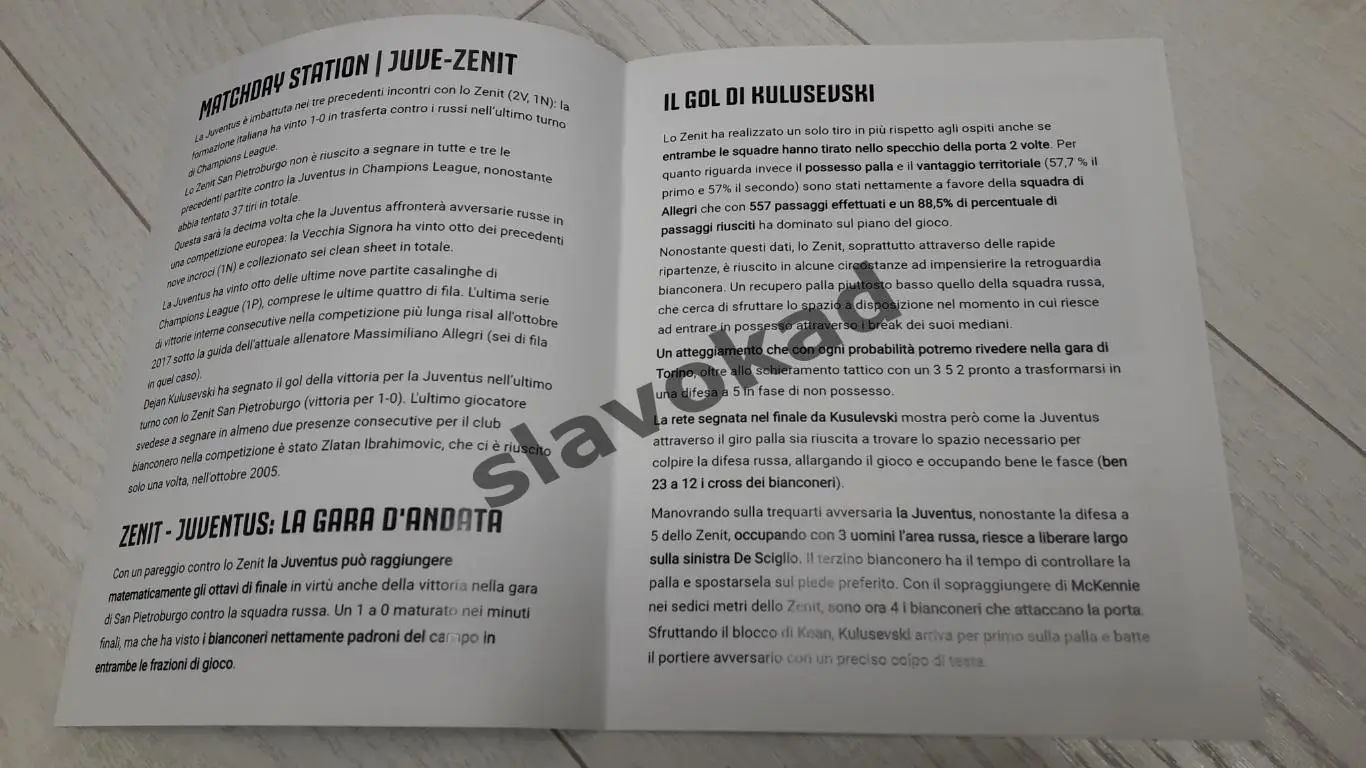 MATCHDAY STATION | JUVE-ZENIT
La Juventus è imbattuta nei tre precedenti incontri con lo Zenit (2V, 1N): la
formazione italiana ha vinto 1-0 in trasferta contro i russi nell'ultimo turno
di Champions League.
Lo Zenit San Pietroburgo non è riuscito a segnare in tutte e tre le
precedenti partite contro la Juventus in Champions League, nonostante
abbia tentato 37 tiri in totale.
Questa sarà la decima volta che la Juventus affronterà avversarie russe in
una competizione europea: la Vecchia Signora ha vinto otto dei precedenti
nove incroci (1N) e collezionato sei clean sheet in totale.
La Juventus ha vinto otto delle ultime nove partite casalinghe di
Champions League (1P), comprese le ultime quattro di fila. L'ultima serie
di vittorie interne consecutive nella competizione più lunga risal all'ottobre
2017 sotto la guida dell'attuale allenatore Massimiliano Allegri (sei di fila
in quel caso).
Dejan Kulusevski ha segnato il gol della vittoria per la Juventus nell'ultimo
turno con lo Zenit San Pietroburgo (vittoria per 1-0). L'ultimo giocatore
svedese a segnare in almeno due presenze consecutive per il club
bianconero nella competizione è stato Zlatan Ibrahimovic, che ci è riuscito
solo una volta, nell'ottobre 2005.
ZENIT - JUVENTUS: LA GARA D'ANDATA
Con un pareggio contro lo Zenit la Juventus può raggiungere
matematicamente gli ottavi di finale in virtù anche della vittoria nella gara
di San Pietroburgo contro la squadra russa. Un 1 a 0 maturato nei minuti
finali, ma che ha visto i bianconeri nettamente padroni del campo in
entrambe le frazioni di gioco.
IL GOL DI KULUSEVSKI
Lo Zenit ha realizzato un solo tiro in più rispetto agli ospiti anche se
entrambe le squadre hanno tirato nello specchio della porta 2 volte. Per
quanto riguarda invece il possesso palla e il vantaggio territoriale (57,7 % il
primo e 57% il secondo) sono stati nettamente a favore della squadra di
Allegri che con 557 passaggi effettuati e un 88,5% di percentuale di
passaggi riusciti ha dominato sul piano del gioco.
Nonostante questi dati, lo Zenit, soprattutto attraverso delle rapide
ripartenze, è riuscito in alcune circostanze ad impensierire la retroguardia
bianconera. Un recupero palla piuttosto basso quello della squadra russa,
che cerca di sfruttare lo spazio a disposizione nel momento in cui riesce
ad entrare in possesso attraverso i break dei suoi mediani.
Un atteggiamento che con ogni probabilità potremo rivedere nella gara di
Torino, oltre allo schieramento tattico con un 3 5 2 pronto a trasformarsi in
una difesa a 5 in fase di non possesso.
La rete segnata nel finale da Kusulevski mostra però come la Juventus
attraverso il giro palla sia riuscita a trovare lo spazio necessario per
colpire la difesa russa, allargando il gioco e occupando bene le fasce (ben
23 a 12 i cross dei bianconeri).
Manovrando sulla trequarti avversaria la Juventus, nonostante la difesa a
5 dello Zenit, occupando con 3 uomini l'area russa, riesce a liberare largo
sulla sinistra De Sciglio. Il terzino bianconero ha il tempo di controllare la
palla e spostarsela sul piede preferito. Con il sopraggiungere di McKennie
nei sedici metri dello Zenit, sono ora 4 i bianconeri che attaccano la porta.
Sfruttando il blocco di Kean, Kulusevski arriva per primo sulla palla e batte
il portiere avversario con un preciso colpo di testa.
slavokad